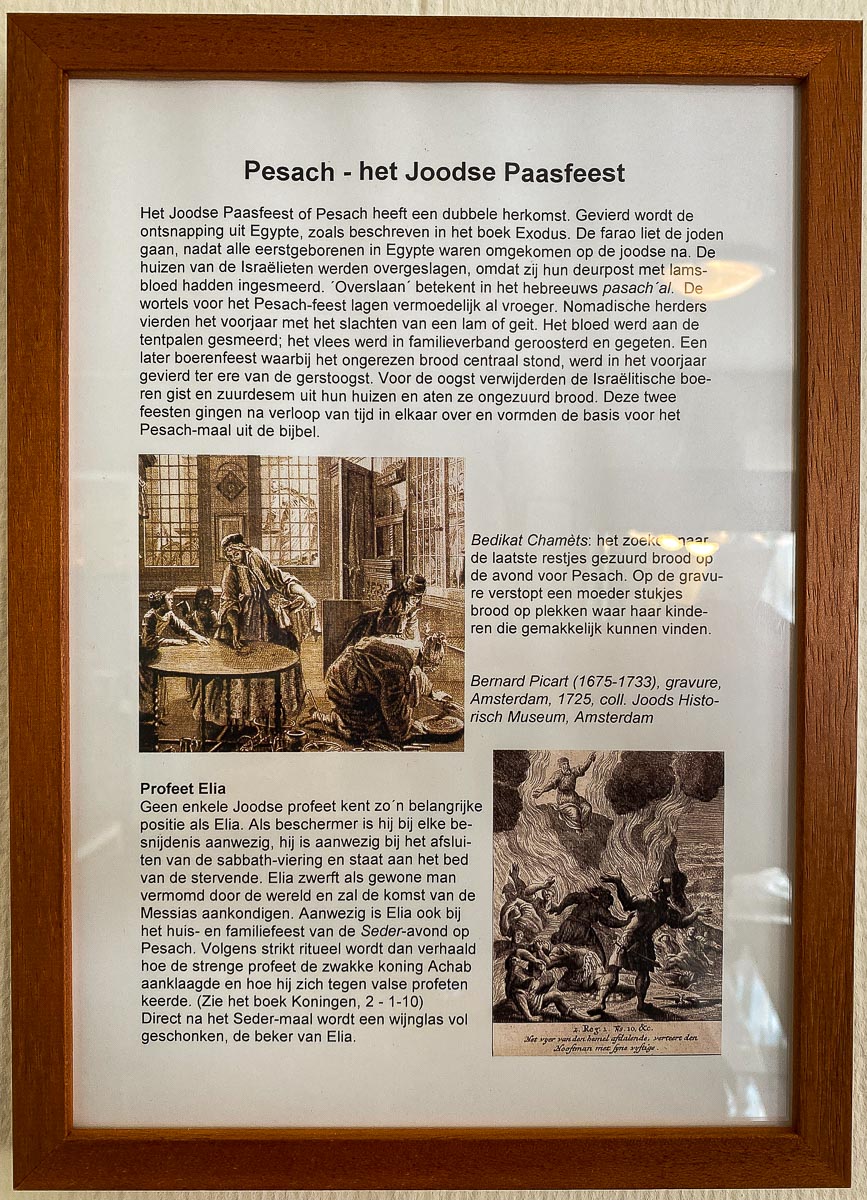 Pesach - het Joodse Paasfeest
Het Joodse Paasfeest of Pesach heeft een dubbele herkomst. Gevierd wordt de
ontsnapping uit Egypte, zoals beschreven in het boek Exodus. De farao liet de joden
gaan, nadat alle eerstgeborenen in Egypte waren omgekomen op de joodse na. De
huizen van de Israëlieten werden overgeslagen, omdat zij hun deurpost met lams-
bloed hadden ingesmeerd. ´Overslaan´ betekent in het hebreeuws pasach´al. De
wortels voor het Pesach-feest lagen vermoedelijk al vroeger. Nomadische herders
vierden het voorjaar met het slachten van een lam of geit. Het bloed werd aan de
tentpalen gesmeerd; het vlees werd in familieverband geroosterd en gegeten. Een
later boerenfeest waarbij het ongerezen brood centraal stond, werd in het voorjaar
gevierd ter ere van de gerstoogst. Voor de oogst verwijderden de Israëlitische boe-
ren gist en zuurdesem uit hun huizen en aten ze ongezuurd brood. Deze twee
feesten gingen na verloop van tijd in elkaar over en vormden de basis voor het
Pesach-maal uit de bijbel.
Bedikat Chamèts: het zoeken naar
de laatste restjes gezuurd brood op
de avond voor Pesach. Op de gravu-
re verstopt een moeder stukjes
brood op plekken waar haar kinde-
ren die gemakkelijk kunnen vinden.
Bernard Picart (1675-1733), gravure,
Amsterdam, 1725, coll. Joods Histo-
risch Museum, Amsterdam
Profeet Elia
Geen enkele Joodse profeet kent zo´n belangrijke
positie als Elia. Als beschermer is hij bij elke be-
snijdenis aanwezig, hij is aanwezig bij het afslui-
ten van de sabbath-viering en staat aan het bed
van de stervende. Elia zwerft als gewone man
vermomd door de wereld en zal de komst van de
Messias aankondigen. Aanwezig is Elia ook bij
het huis- en familiefeest van de Seder-avond op
Pesach. Volgens strikt ritueel wordt dan verhaald
hoe de strenge profeet de zwakke koning Achab
aanklaagde en hoe hij zich tegen valse profeten
keerde. (Zie het boek Koningen, 2 - 1-10)
Direct na het Seder-maal wordt een wijnglas vol
geschonken, de beker van Elia.
2. Reg. 1. Vs. 10. &c.
Het vyer van den hemel afdalende, verteert den
Hoofman met syne vyftige.